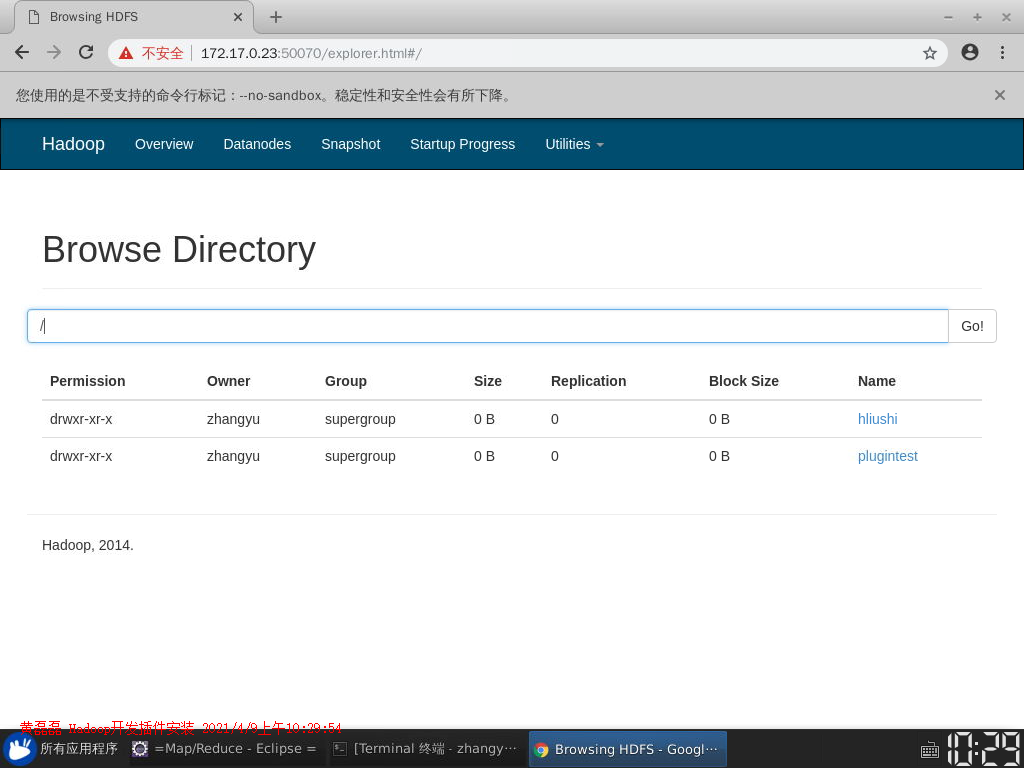 Browsing HDFS
不安全 172.17.0.23:50070/explorer.html#/
您使用的是不受支持的命令行标记：--no-sandbox。稳定性和安全性会有所下降。
Hadoop Overview Datanodes Snapshot Startup Progress Utilities
Browse Directory
/ Go!
Permission Owner Group Size Replication Block Size Name
drwxr-xr-x zhangyu supergroup 0 B 0 0 B hliushi
drwxr-xr-x zhangyu supergroup 0 B 0 0 B plugintest
Hadoop, 2014.
黄磊磊 Hadoop开发插件安装 2021/4/9上午10:29:54
所有应用程序 =Map/Reduce - Eclipse = [Terminal 终端 - zhangy… Browsing HDFS - Googl… 10:29